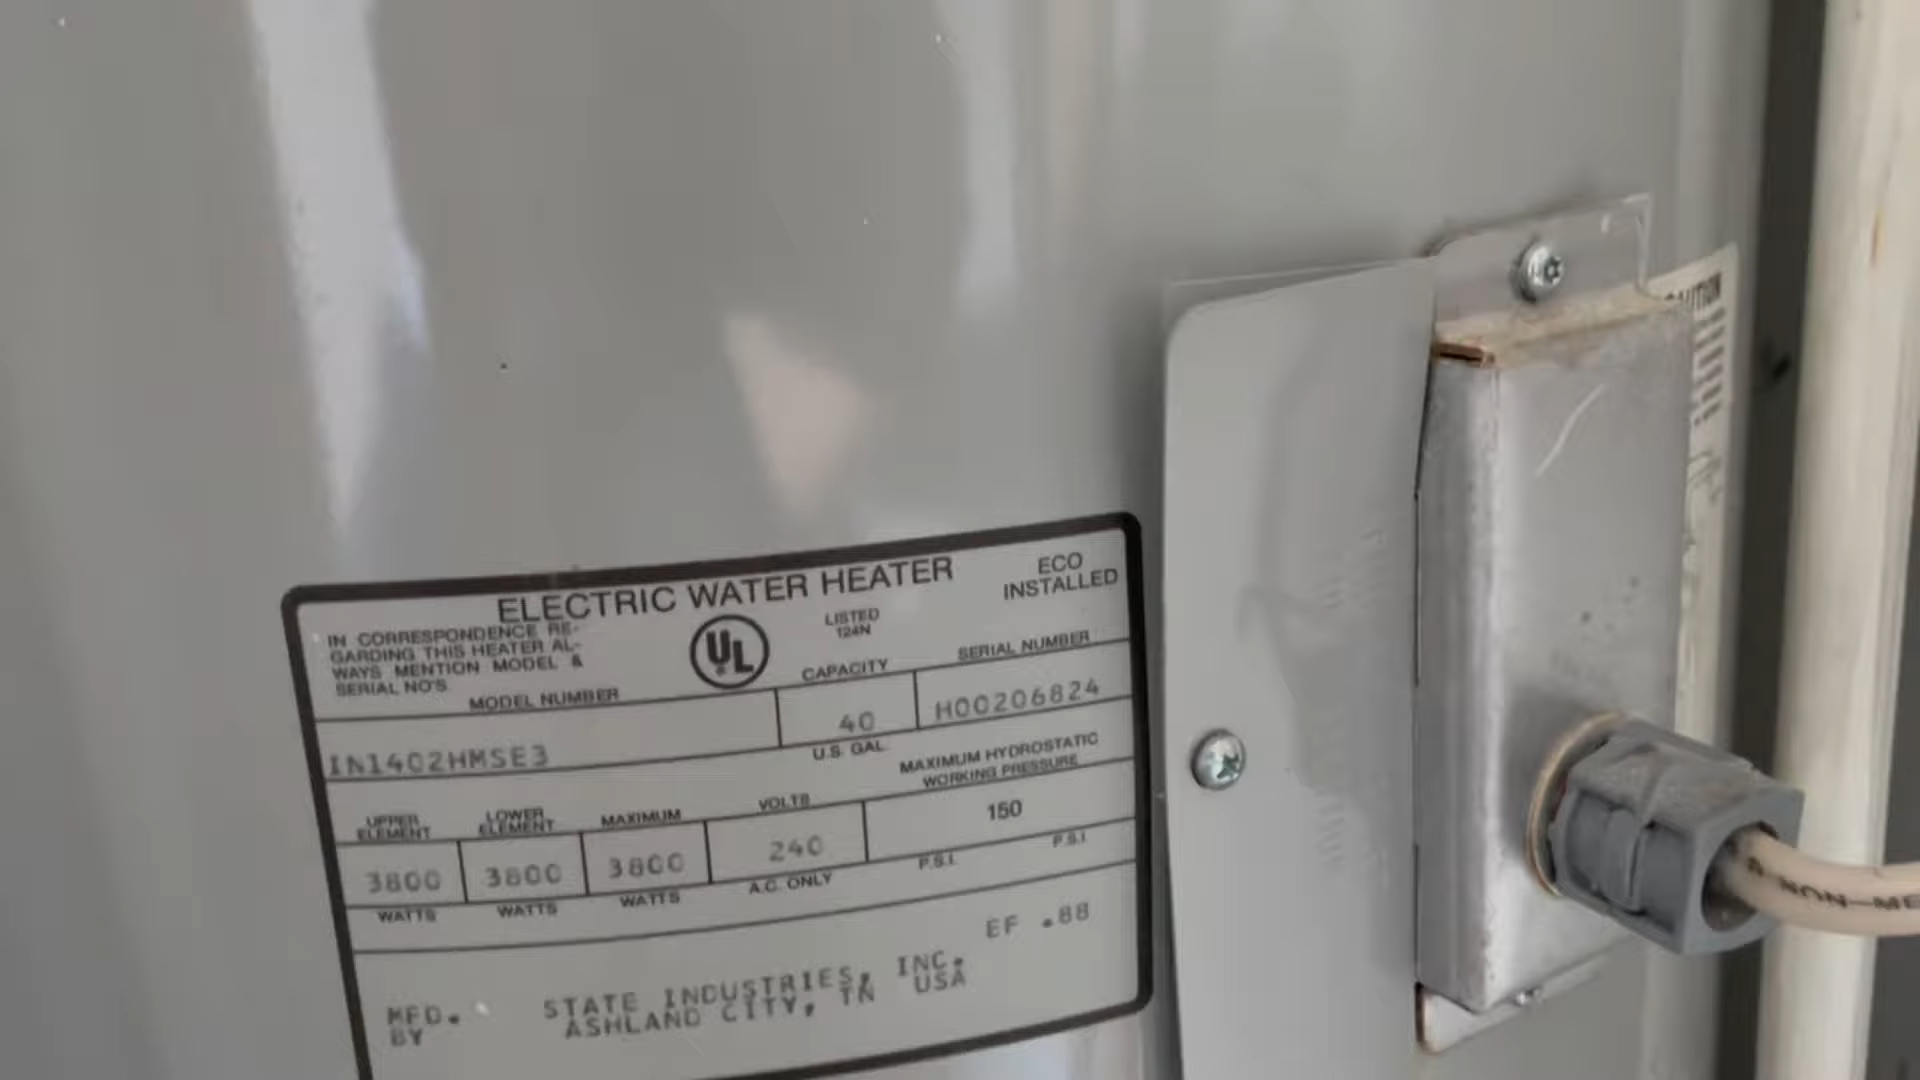 ELECTRIC WATER HEATER
ECO
INSTALLED
IN CORRESPONDENCE RE-
GARDING THIS HEATER AL-
WAYS MENTION MODEL &
SERIAL NO'S
UL
LISTED
124N
MODEL NUMBER
CAPACITY
SERIAL NUMBER
IN1402HMSE3
40
H00206824
U.S. GAL.
MAXIMUM HYDROSTATIC
WORKING PRESSURE
UPPER
ELEMENT
LOWER
ELEMENT
MAXIMUM
VOLTS
3800
3800
3800
240
150
WATTS
WATTS
WATTS
A.C. ONLY
P.S.I.
P.S.I.
EF .88
MFD.
BY
STATE INDUSTRIES, INC.
ASHLAND CITY, TN USA
NON-ME